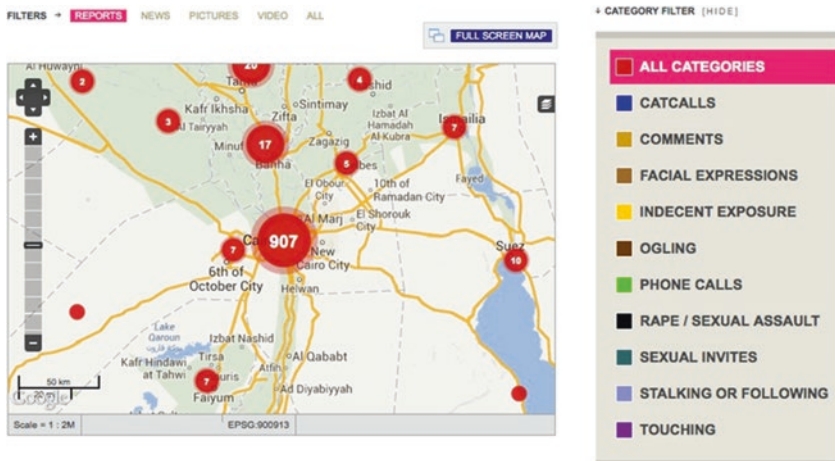 FILTERS → REPORTS NEWS PICTURES VIDEO ALL
FULL SCREEN MAP
Al Huwayri
20
2
4
Kafr Ikhsha
Sintimay
3
Al Tairyyah
Zifta
Izbat Al
Hamadah
Al Kubra
Ismailia
7
Minuf
17
Zagazig
Banha
5
El Obour
City
10th of
Ramadan City
Fayed
Al Marj
El Shorouk
City
7
907
New
Cairo City
Suez
10
6th of
October City
Helwan
Lake
Qaroun
Izbat Nashid
Kafr Hindawi
at Tahwi
Tirsa
Al Qababt
Atfih
7
Faiyum
Ad Diyabiyyah
50 km
Google
Scale = 1 : 2M
EPSG:900913
CATEGORY FILTER [HIDE]
ALL CATEGORIES
CATCALLS
COMMENTS
FACIAL EXPRESSIONS
INDECENT EXPOSURE
OGLING
PHONE CALLS
RAPE / SEXUAL ASSAULT
SEXUAL INVITES
STALKING OR FOLLOWING
TOUCHING